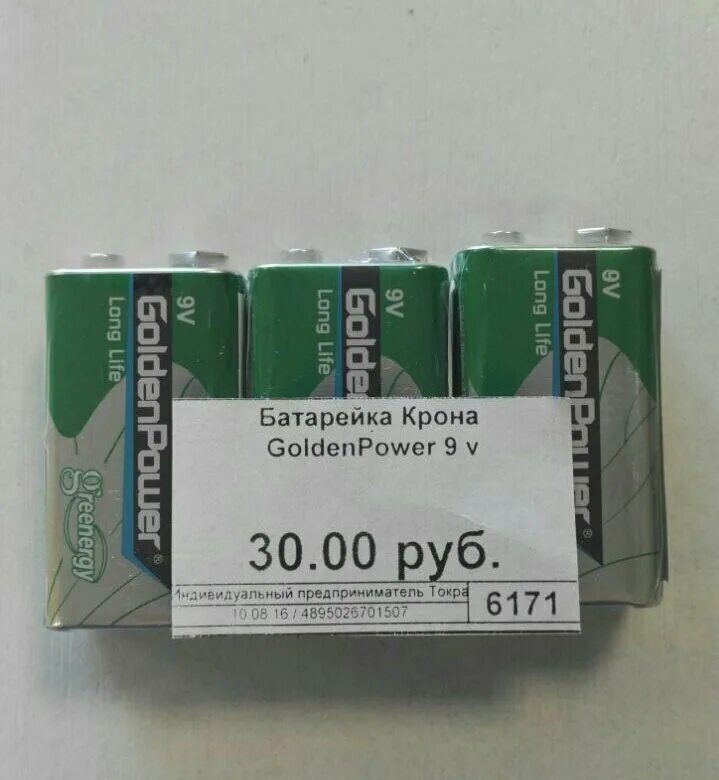 9V
Long Life
GoldenPower®
greenergy
9V
Long Life
Golden
9V
Long Life
GoldenPower®
Батарейка Крона
GoldenPower 9 v
30.00 руб.
Индивидуальный предприниматель Токра
10 08 16 / 4895026701507
6171